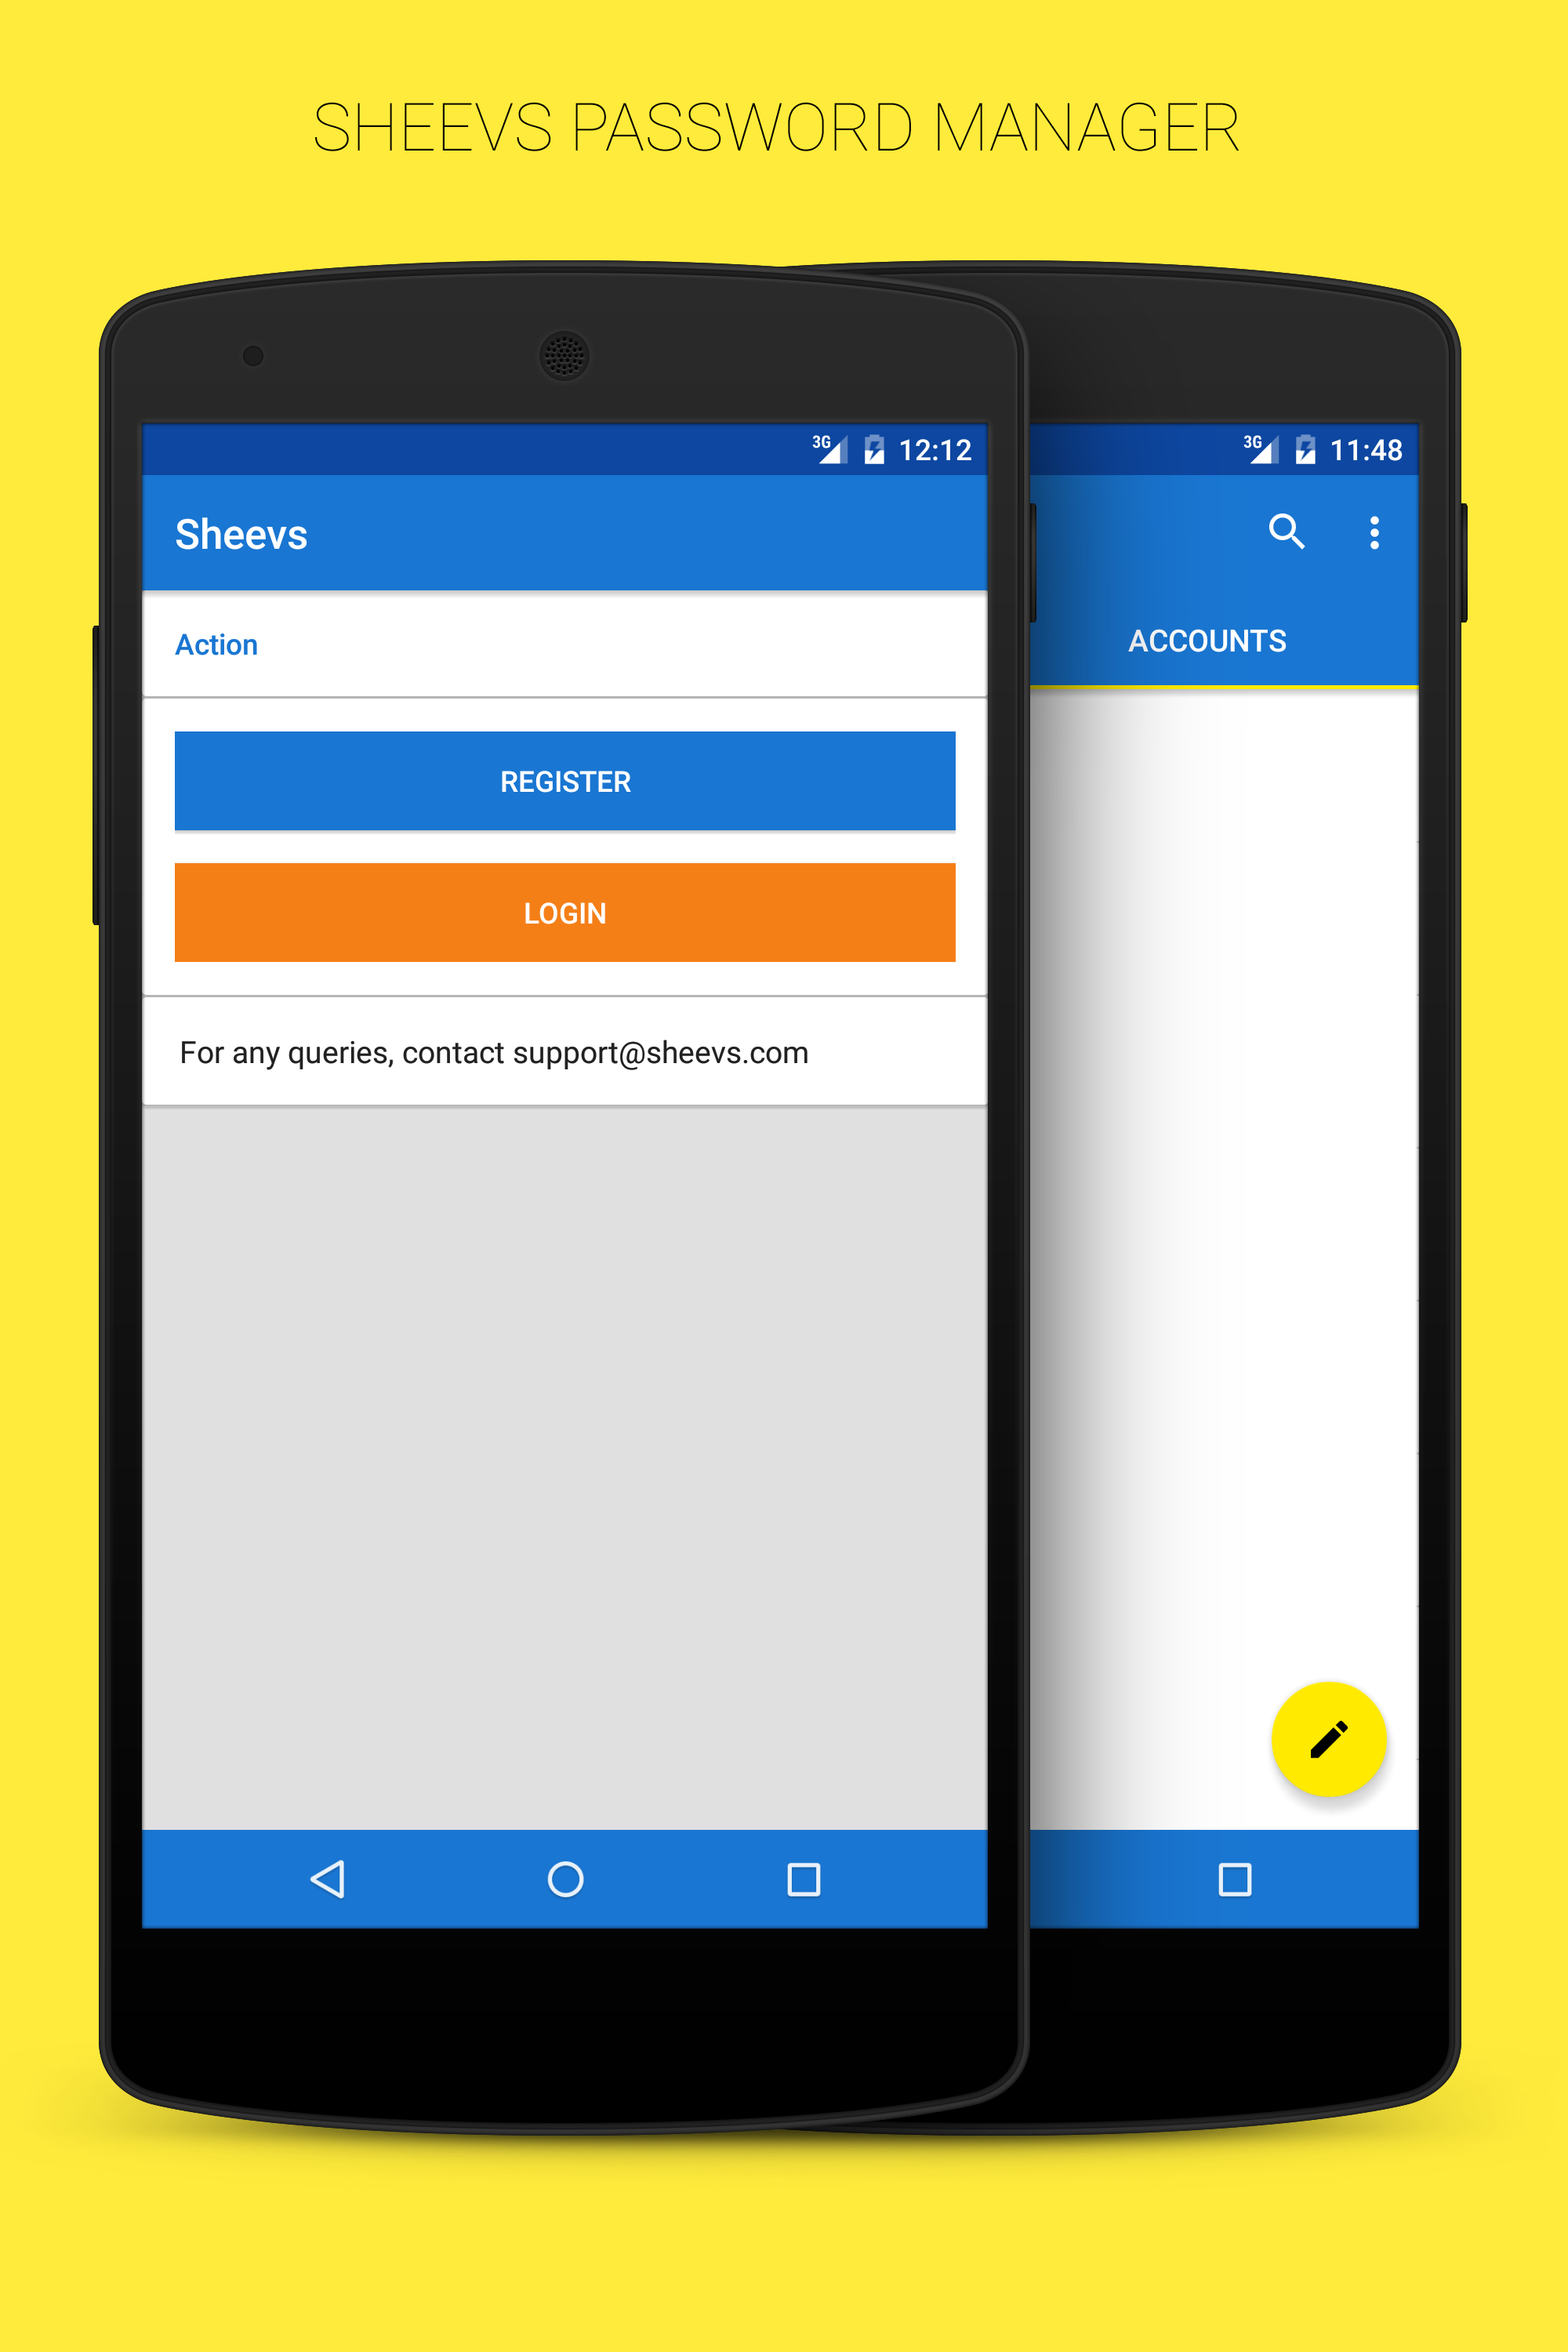 SHEEVS PASSWORD MANAGER
3G 12:12
Sheevs
Action
REGISTER
LOGIN
For any queries, contact support@sheevs.com
3G 11:48
ACCOUNTS